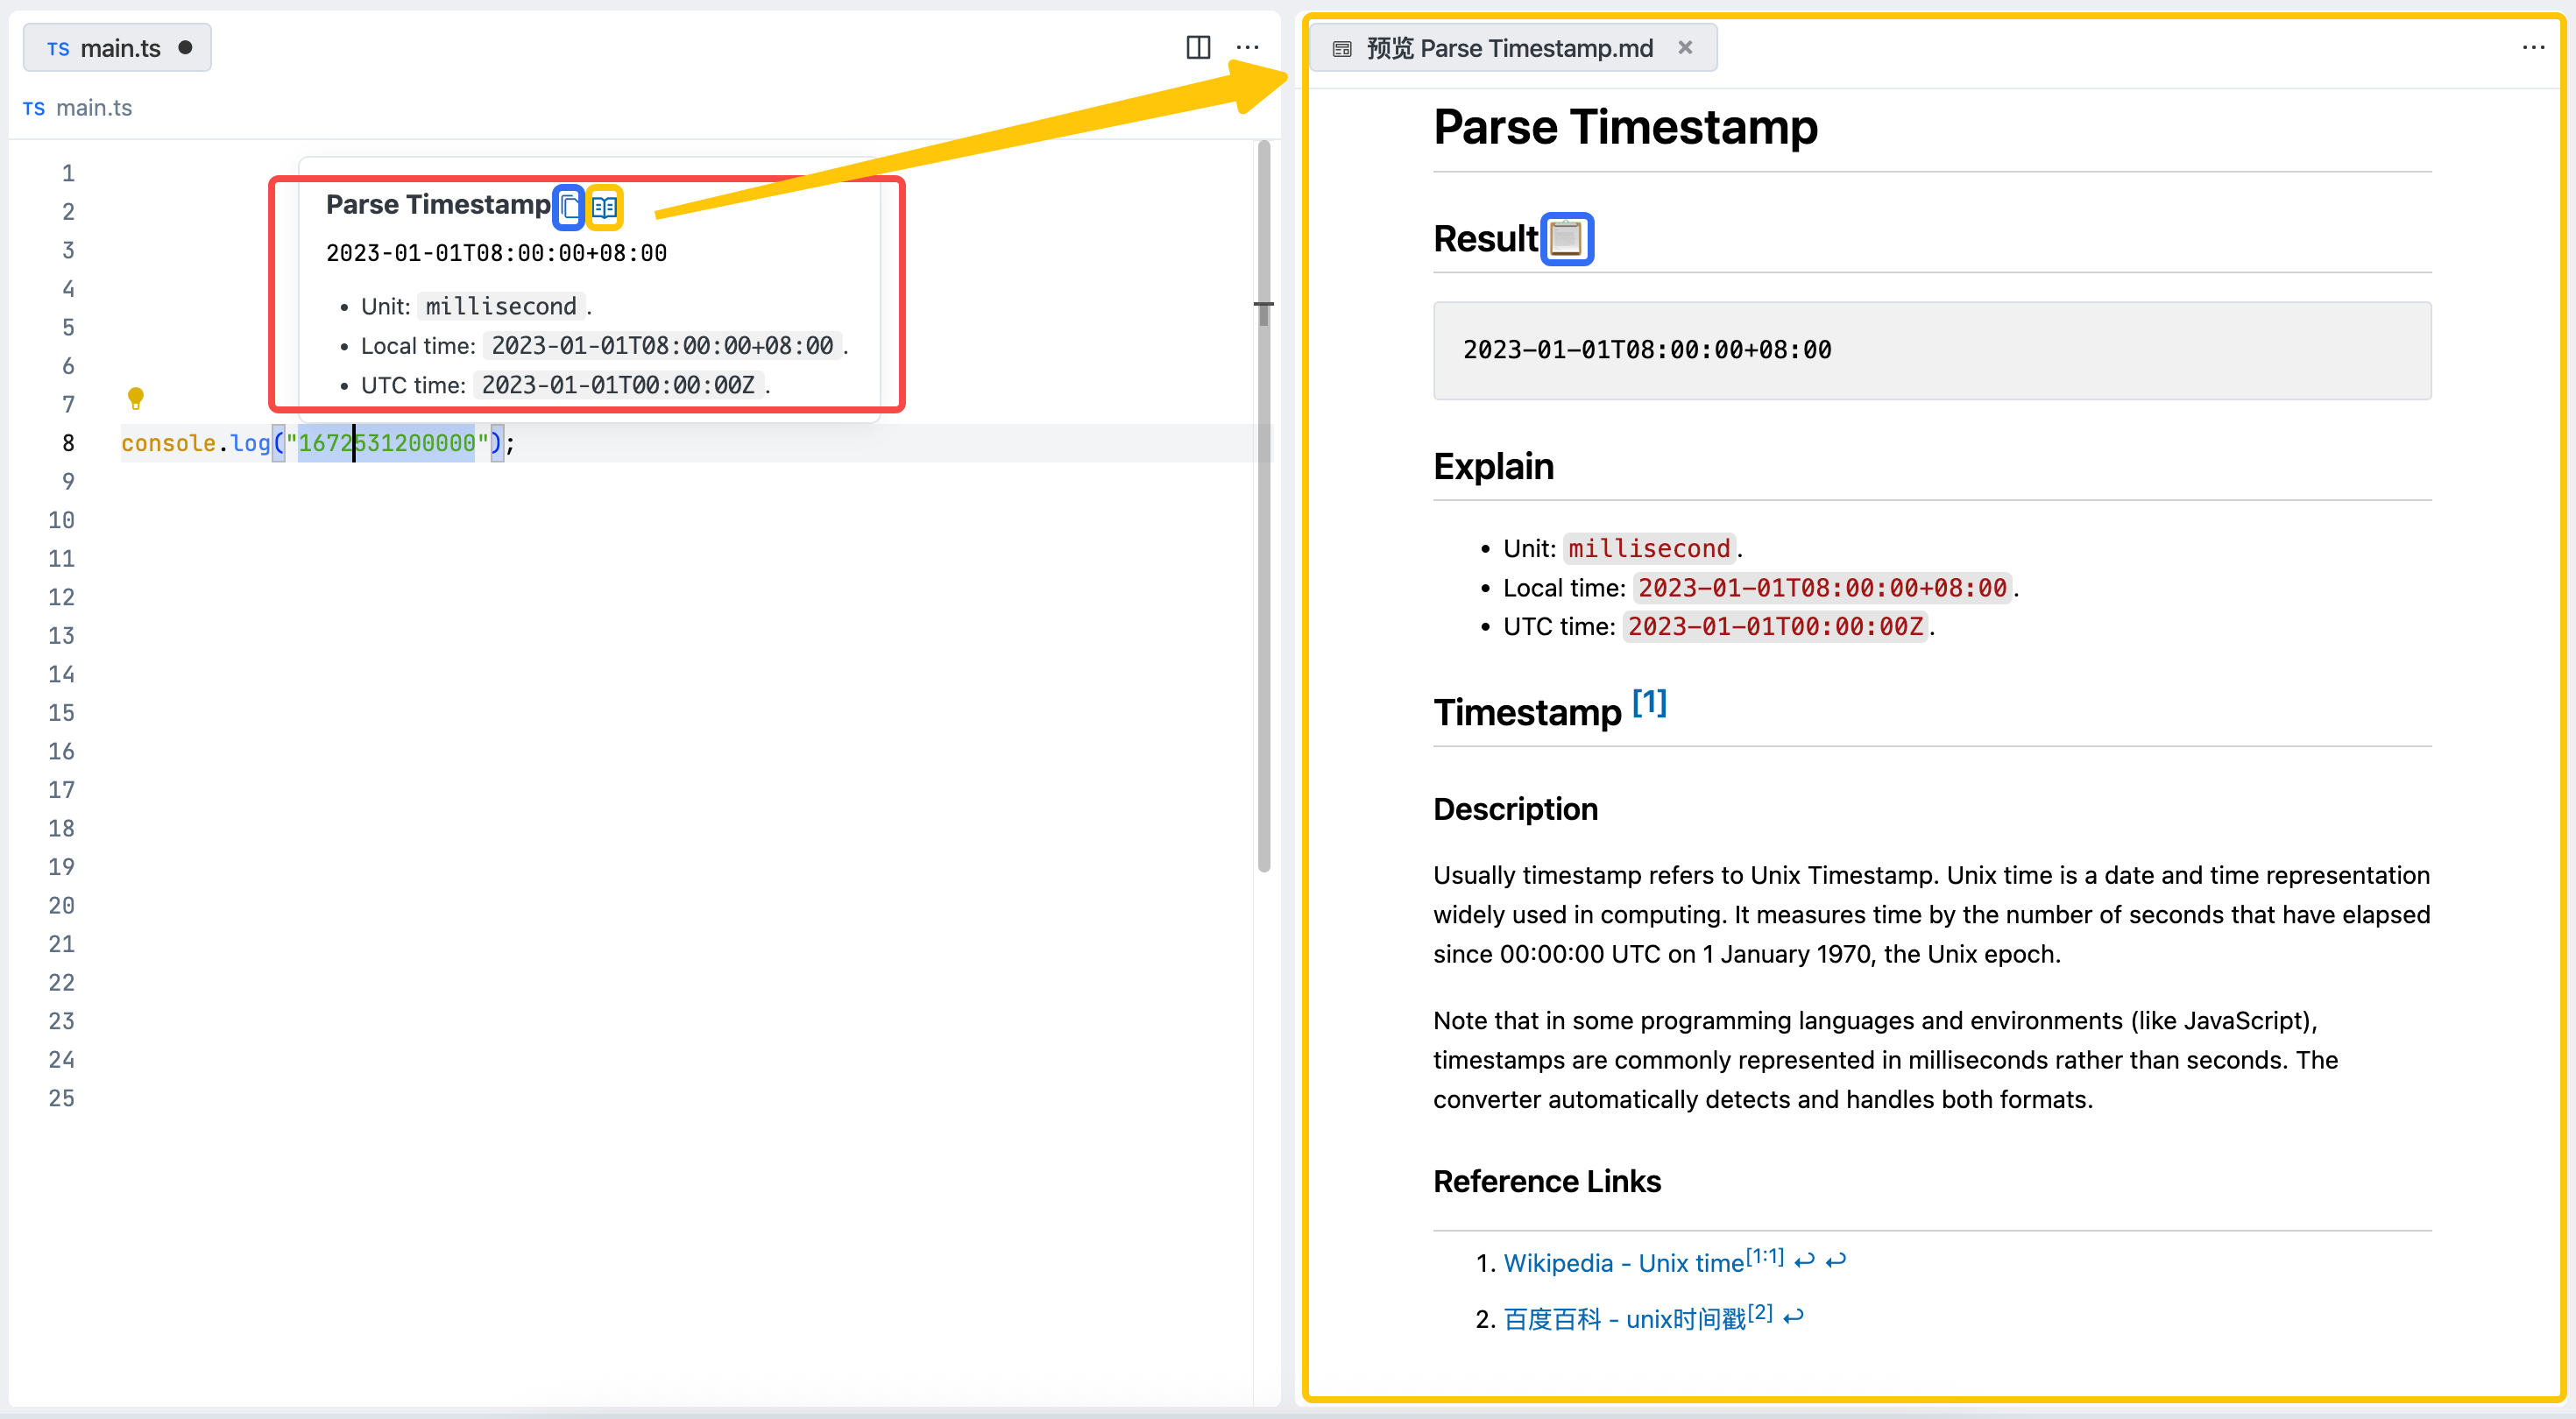 TS main.ts
TS main.ts
1
2
3
4
5
6
7
8
9
10
11
12
13
14
15
16
17
18
19
20
21
22
23
24
25
Parse Timestamp
2023-01-01T08:00:00+08:00
• Unit: millisecond.
• Local time: 2023-01-01T08:00:00+08:00.
• UTC time: 2023-01-01T00:00:00Z.
console.log("1672531200000");
预览 Parse Timestamp.md
Parse Timestamp
Result
2023-01-01T08:00:00+08:00
Explain
• Unit: millisecond.
• Local time: 2023-01-01T08:00:00+08:00.
• UTC time: 2023-01-01T00:00:00Z.
Timestamp [1]
Description
Usually timestamp refers to Unix Timestamp. Unix time is a date and time representation
widely used in computing. It measures time by the number of seconds that have elapsed
since 00:00:00 UTC on 1 January 1970, the Unix epoch.
Note that in some programming languages and environments (like JavaScript),
timestamps are commonly represented in milliseconds rather than seconds. The
converter automatically detects and handles both formats.
Reference Links
1. Wikipedia - Unix time[1:1] ↩ ↩
2. 百度百科 - unix时间戳[2] ↩